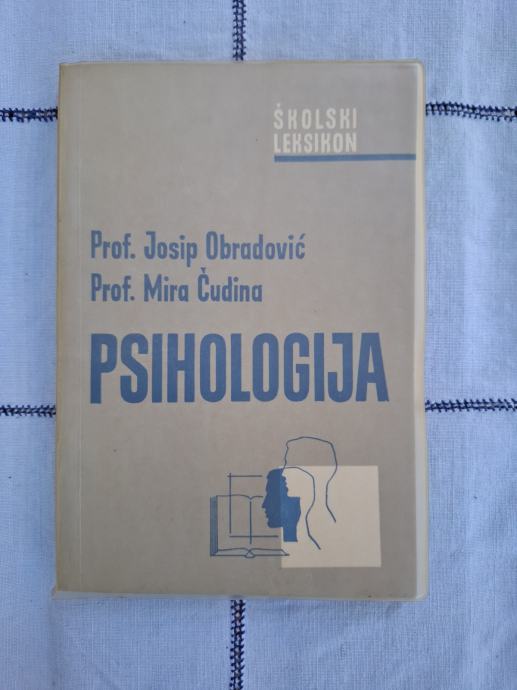 ŠKOLSKI
LEKSIKON
Prof. Josip Obradović
Prof. Mira Čudina
PSIHOLOGIJA